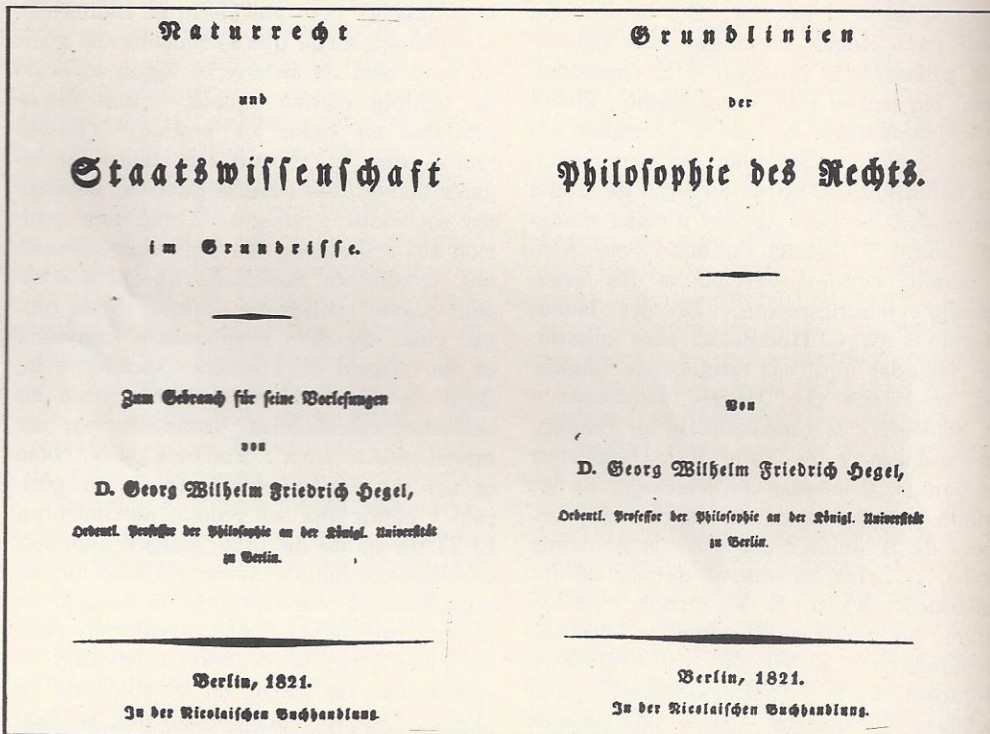 Naturrecht
und
Staatswissenschaft
im Grundrisse.
Zum Gebrauch für seine Vorlesungen
von
D. Georg Wilhelm Friedrich Hegel,
Ordentl. Professor der Philosophie an der Königl. Universität
zu Berlin.
Berlin, 1821.
In der Nicolaischen Buchhandlung.
Grundlinien
der
Philosophie des Rechts.
Von
D. Georg Wilhelm Friedrich Hegel,
Ordentl. Professor der Philosophie an der Königl. Universität
zu Berlin.
Berlin, 1821.
In der Nicolaischen Buchhandlung.